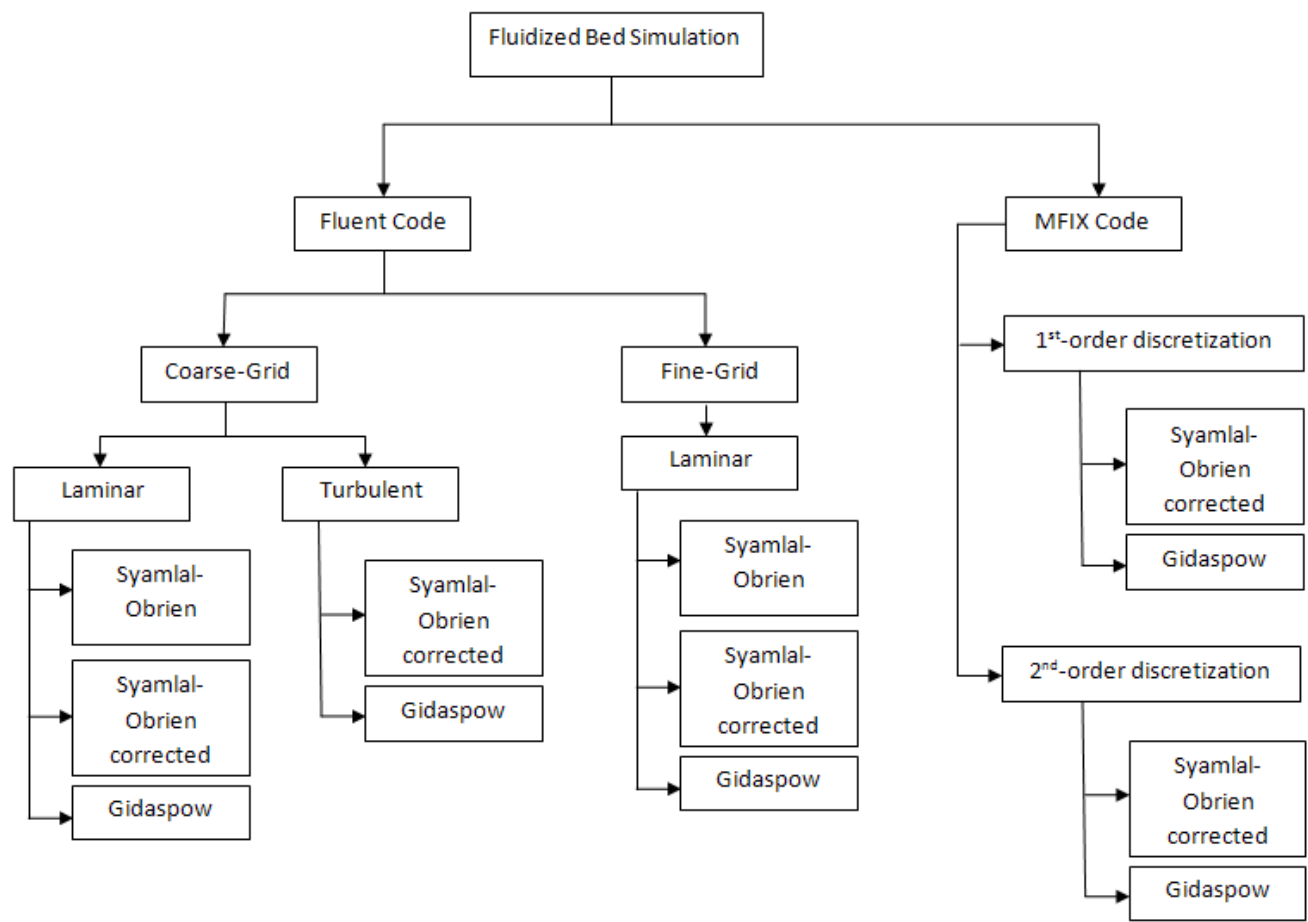 Fluidized Bed Simulation
Fluent Code
MFIX Code
Coarse-Grid
Fine-Grid
Laminar
Syamlal-
Obrien
Syamlal-
Obrien
corrected
Gidaspow
Turbulent
Syamlal-
Obrien
corrected
Gidaspow
Laminar
Syamlal-
Obrien
Syamlal-
Obrien
corrected
Gidaspow
1st-order discretization
Syamlal-
Obrien
corrected
Gidaspow
2nd-order discretization
Syamlal-
Obrien
corrected
Gidaspow